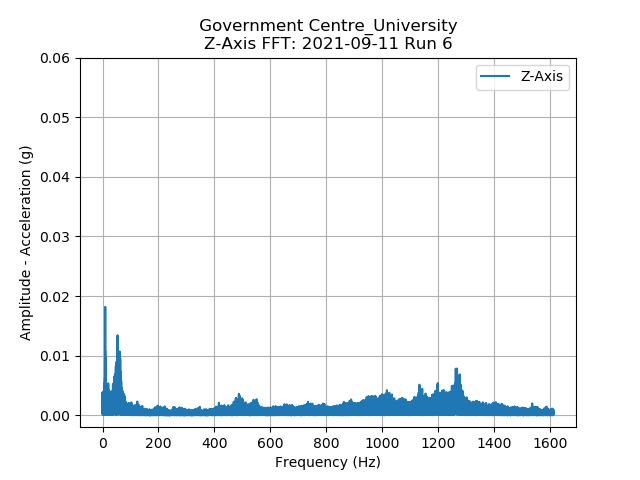 Government Centre_University
Z-Axis FFT: 2021-09-11 Run 6
Z-Axis
0.06
0.05
0.04
0.03
0.02
0.01
0.00
Amplitude - Acceleration (g)
0 200 400 600 800 1000 1200 1400 1600
Frequency (Hz)